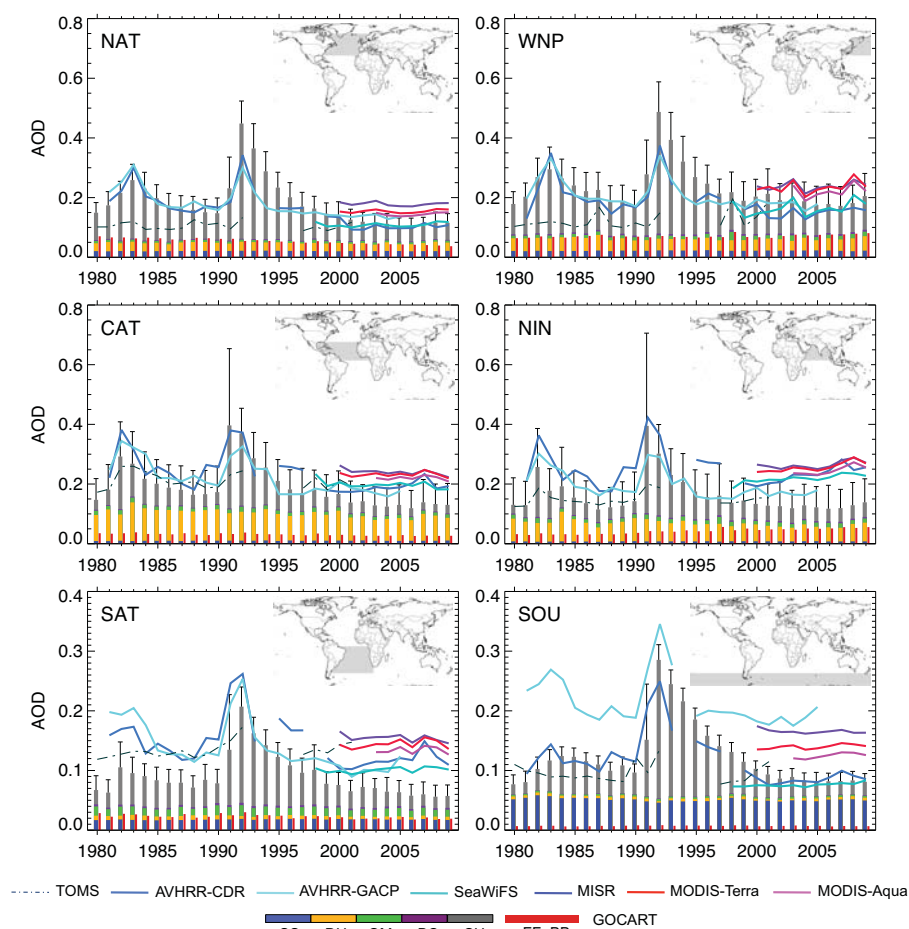 NAT
WNP
AOD
0.8
0.6
0.4
0.2
0.0
1980 1985 1990 1995 2000 2005
0.8
0.6
0.4
0.2
0.0
1980 1985 1990 1995 2000 2005
CAT
NIN
AOD
0.8
0.6
0.4
0.2
0.0
1980 1985 1990 1995 2000 2005
0.8
0.6
0.4
0.2
0.0
1980 1985 1990 1995 2000 2005
SAT
SOU
AOD
0.4
0.3
0.2
0.1
0.0
1980 1985 1990 1995 2000 2005
0.4
0.3
0.2
0.1
0.0
1980 1985 1990 1995 2000 2005
TOMS AVHRR-CDR AVHRR-GACP SeaWiFS MISR MODIS-Terra MODIS-Aqua
GOCART